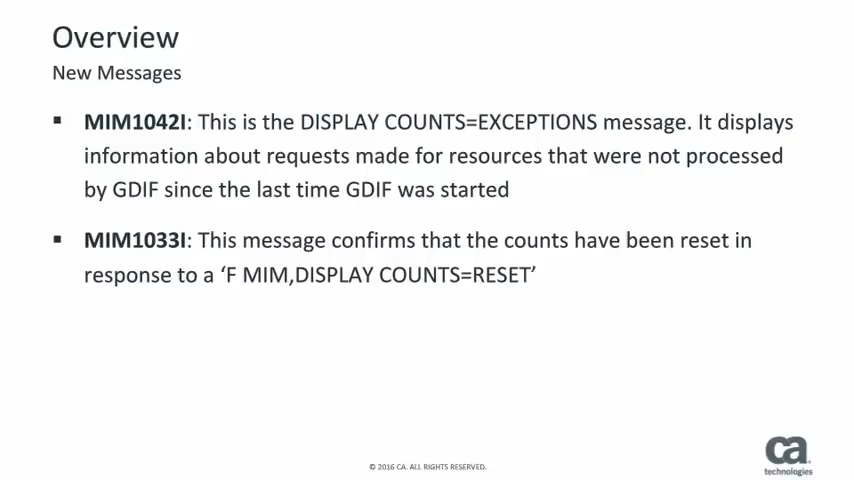 Overview
New Messages
▪ MIM1042I: This is the DISPLAY COUNTS=EXCEPTIONS message. It displays
information about requests made for resources that were not processed
by GDIF since the last time GDIF was started
▪ MIM1033I: This message confirms that the counts have been reset in
response to a ‘F MIM,DISPLAY COUNTS=RESET’
© 2016 CA. ALL RIGHTS RESERVED.
ca
technologies